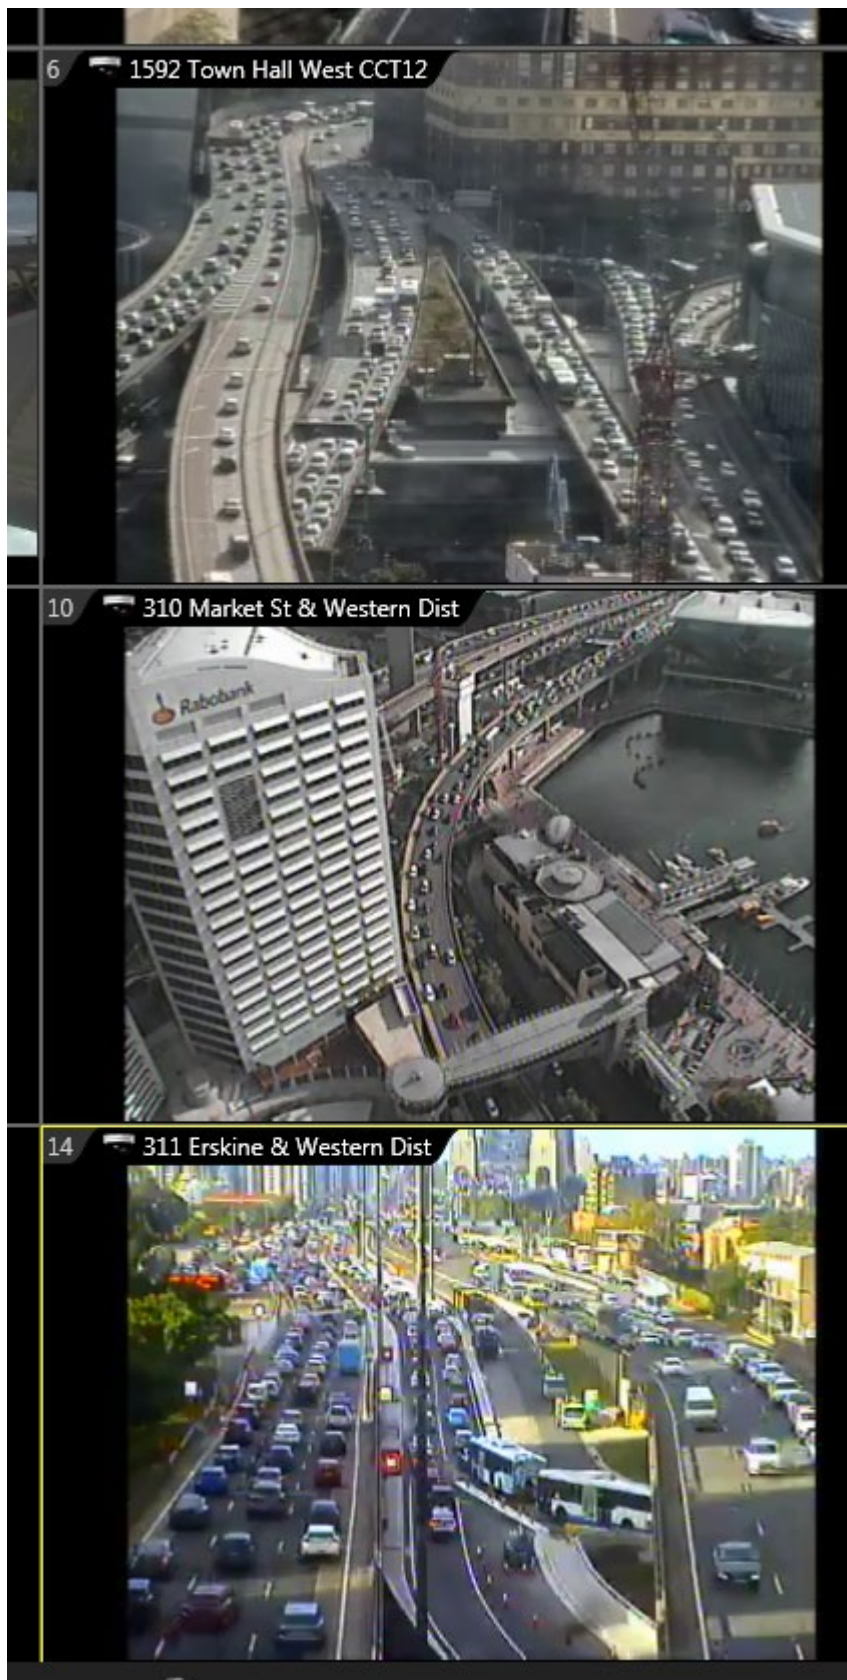 6 1592 Town Hall West CCT12
10 310 Market St & Western Dist
Rabobank
14 311 Erskine & Western Dist